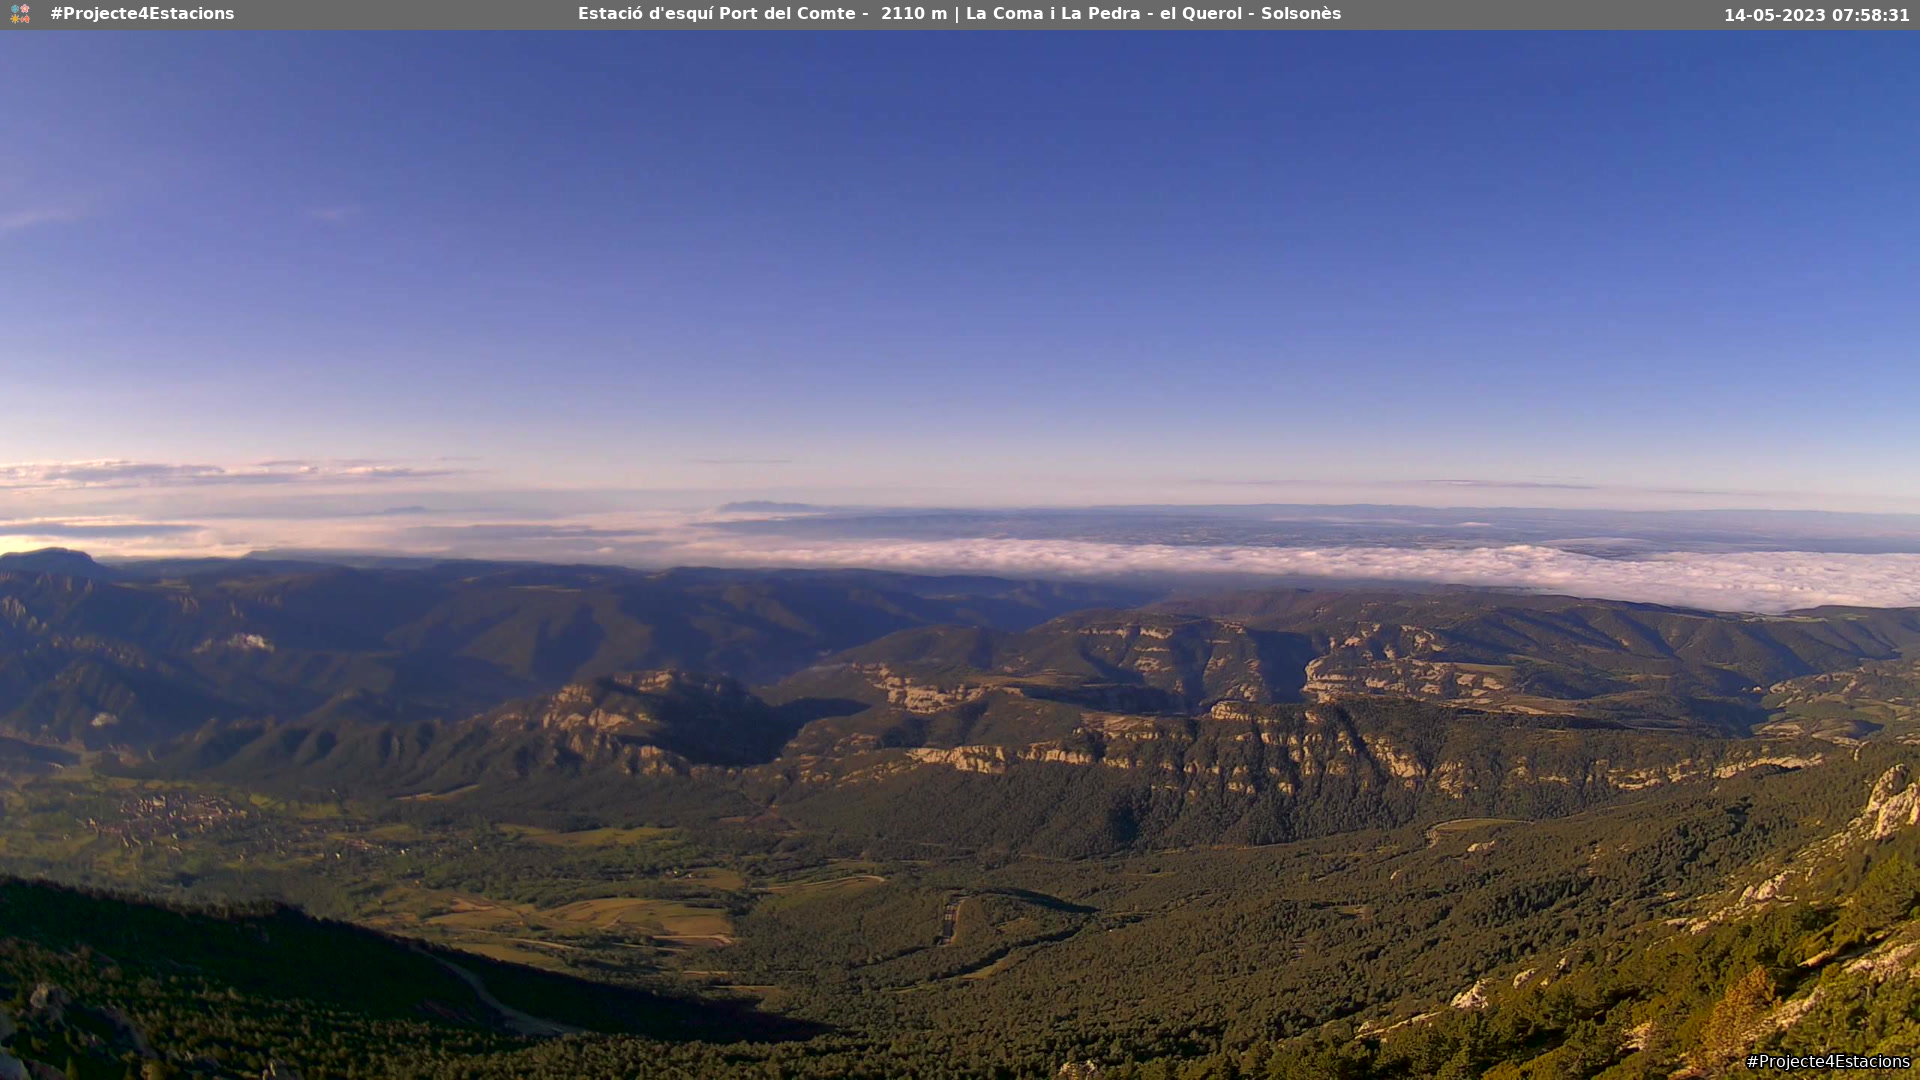 #Projecte4Estacions
Estació d'esquí Port del Comte -  2110 m | La Coma i La Pedra - el Querol - Solsonès
14-05-2023 07:58:31
#Projecte4Estacions